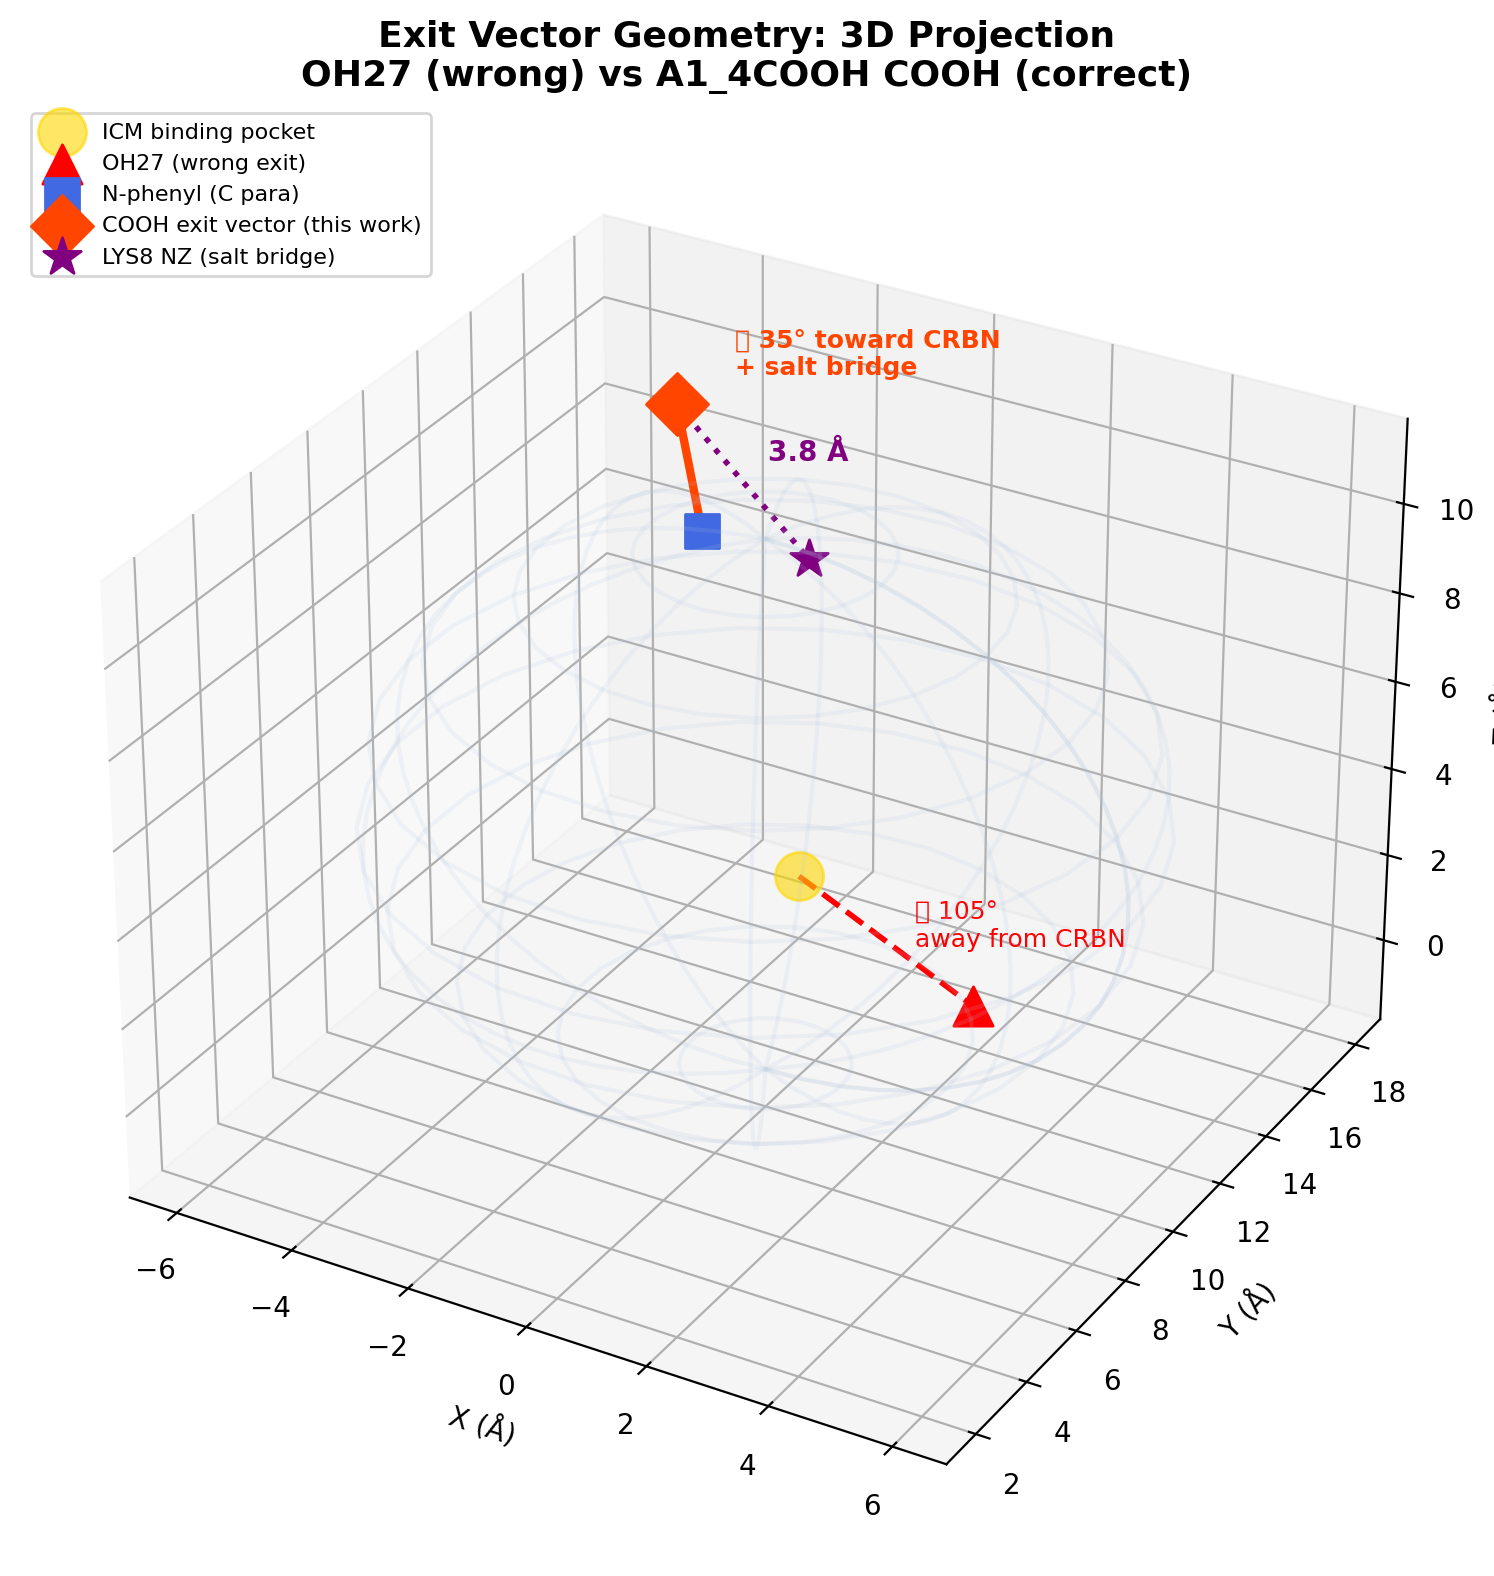 Exit Vector Geometry: 3D Projection
OH27 (wrong) vs A1_4COOH COOH (correct)
ICM binding pocket
OH27 (wrong exit)
N-phenyl (C para)
COOH exit vector (this work)
LYS8 NZ (salt bridge)
35° toward CRBN
+ salt bridge
3.8 Å
105°
away from CRBN
10
8
6
4
2
0
18
16
14
12
10
8
6
4
2
Y (Å)
−6
−4
−2
0
2
4
6
X (Å)